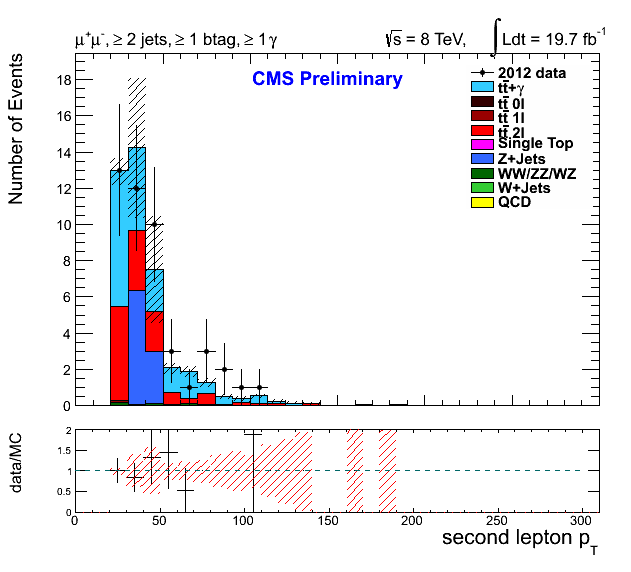 μ⁺μ⁻, ≥ 2 jets, ≥ 1 btag, ≥ 1 γ
√s = 8 TeV, ∫ Ldt = 19.7 fb⁻¹
CMS Preliminary
2012 data
tt̄+γ
tt̄ 0l
tt̄ 1l
tt̄ 2l
Single Top
Z+Jets
WW/ZZ/WZ
W+Jets
QCD
Number of Events
18
16
14
12
10
8
6
4
2
0
data/MC
2
1.5
1
0.5
0
0 50 100 150 200 250 300
second lepton p_T